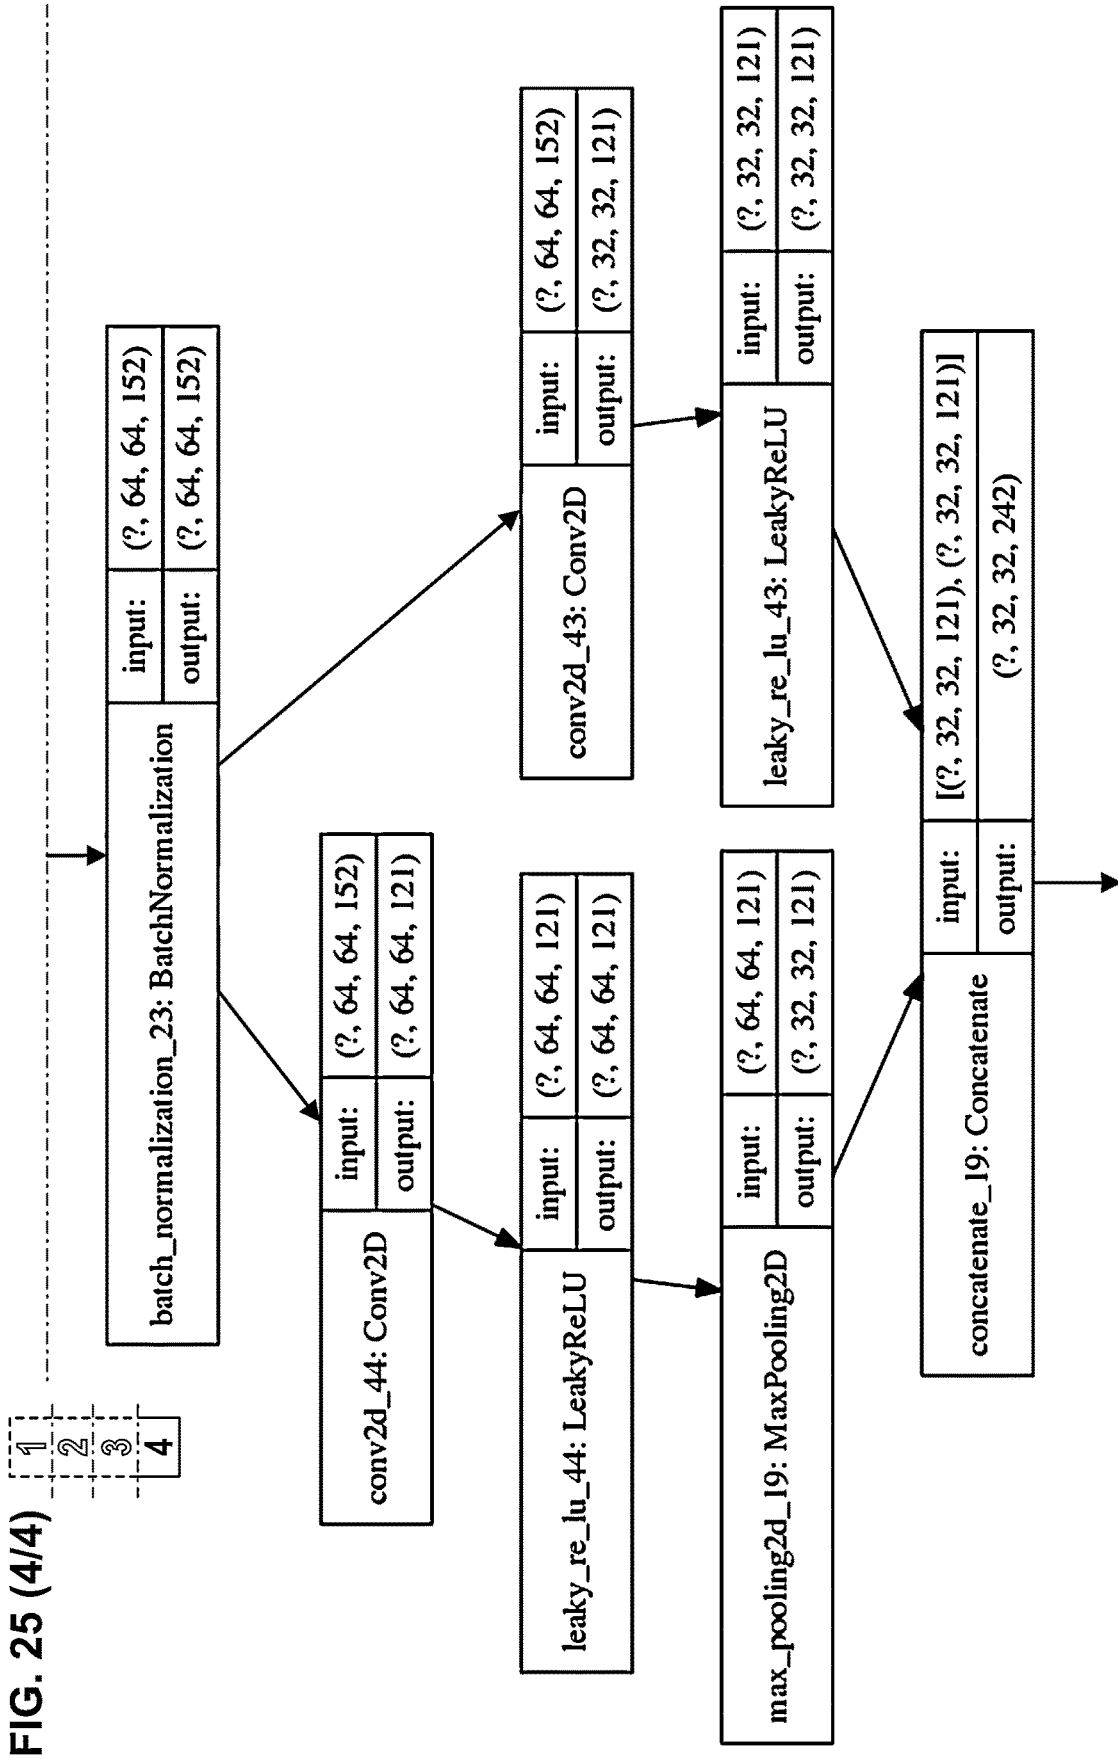 FIG. 25 (4/4)
1
2
3
4
batch_normalization_23: BatchNormalization
input:
(?, 64, 64, 152)
output:
(?, 64, 64, 152)
conv2d_44: Conv2D
input:
(?, 64, 64, 152)
output:
(?, 64, 64, 121)
leaky_re_lu_44: LeakyReLU
input:
(?, 64, 64, 121)
output:
(?, 64, 64, 121)
conv2d_43: Conv2D
input:
(?, 64, 64, 152)
output:
(?, 32, 32, 121)
max_pooling2d_19: MaxPooling2D
input:
(?, 64, 64, 121)
output:
(?, 32, 32, 121)
leaky_re_lu_43: LeakyReLU
input:
(?, 32, 32, 121)
output:
(?, 32, 32, 121)
concatenate_19: Concatenate
input:
[(?, 32, 32, 121), (?, 32, 32, 121)]
output:
(?, 32, 32, 242)